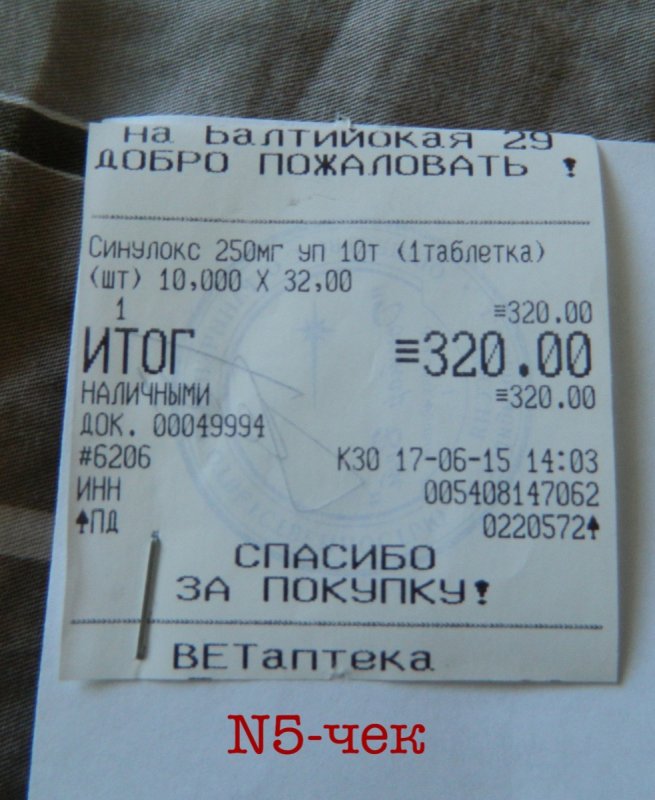 на Балтийской 29
ДОБРО ПОЖАЛОВАТЬ !
Синулокс 250мг уп 10т (1таблетка)
(шт) 10,000 X 32,00
1 ≡320.00
ИТОГ ≡320.00
НАЛИЧНЫМИ ≡320.00
ДОК. 00049994
#6206 К30 17-06-15 14:03
ИНН 005408147062
♠ПД 0220572♠
СПАСИБО
ЗА ПОКУПКУ!
ВЕТаптека
N5-чек